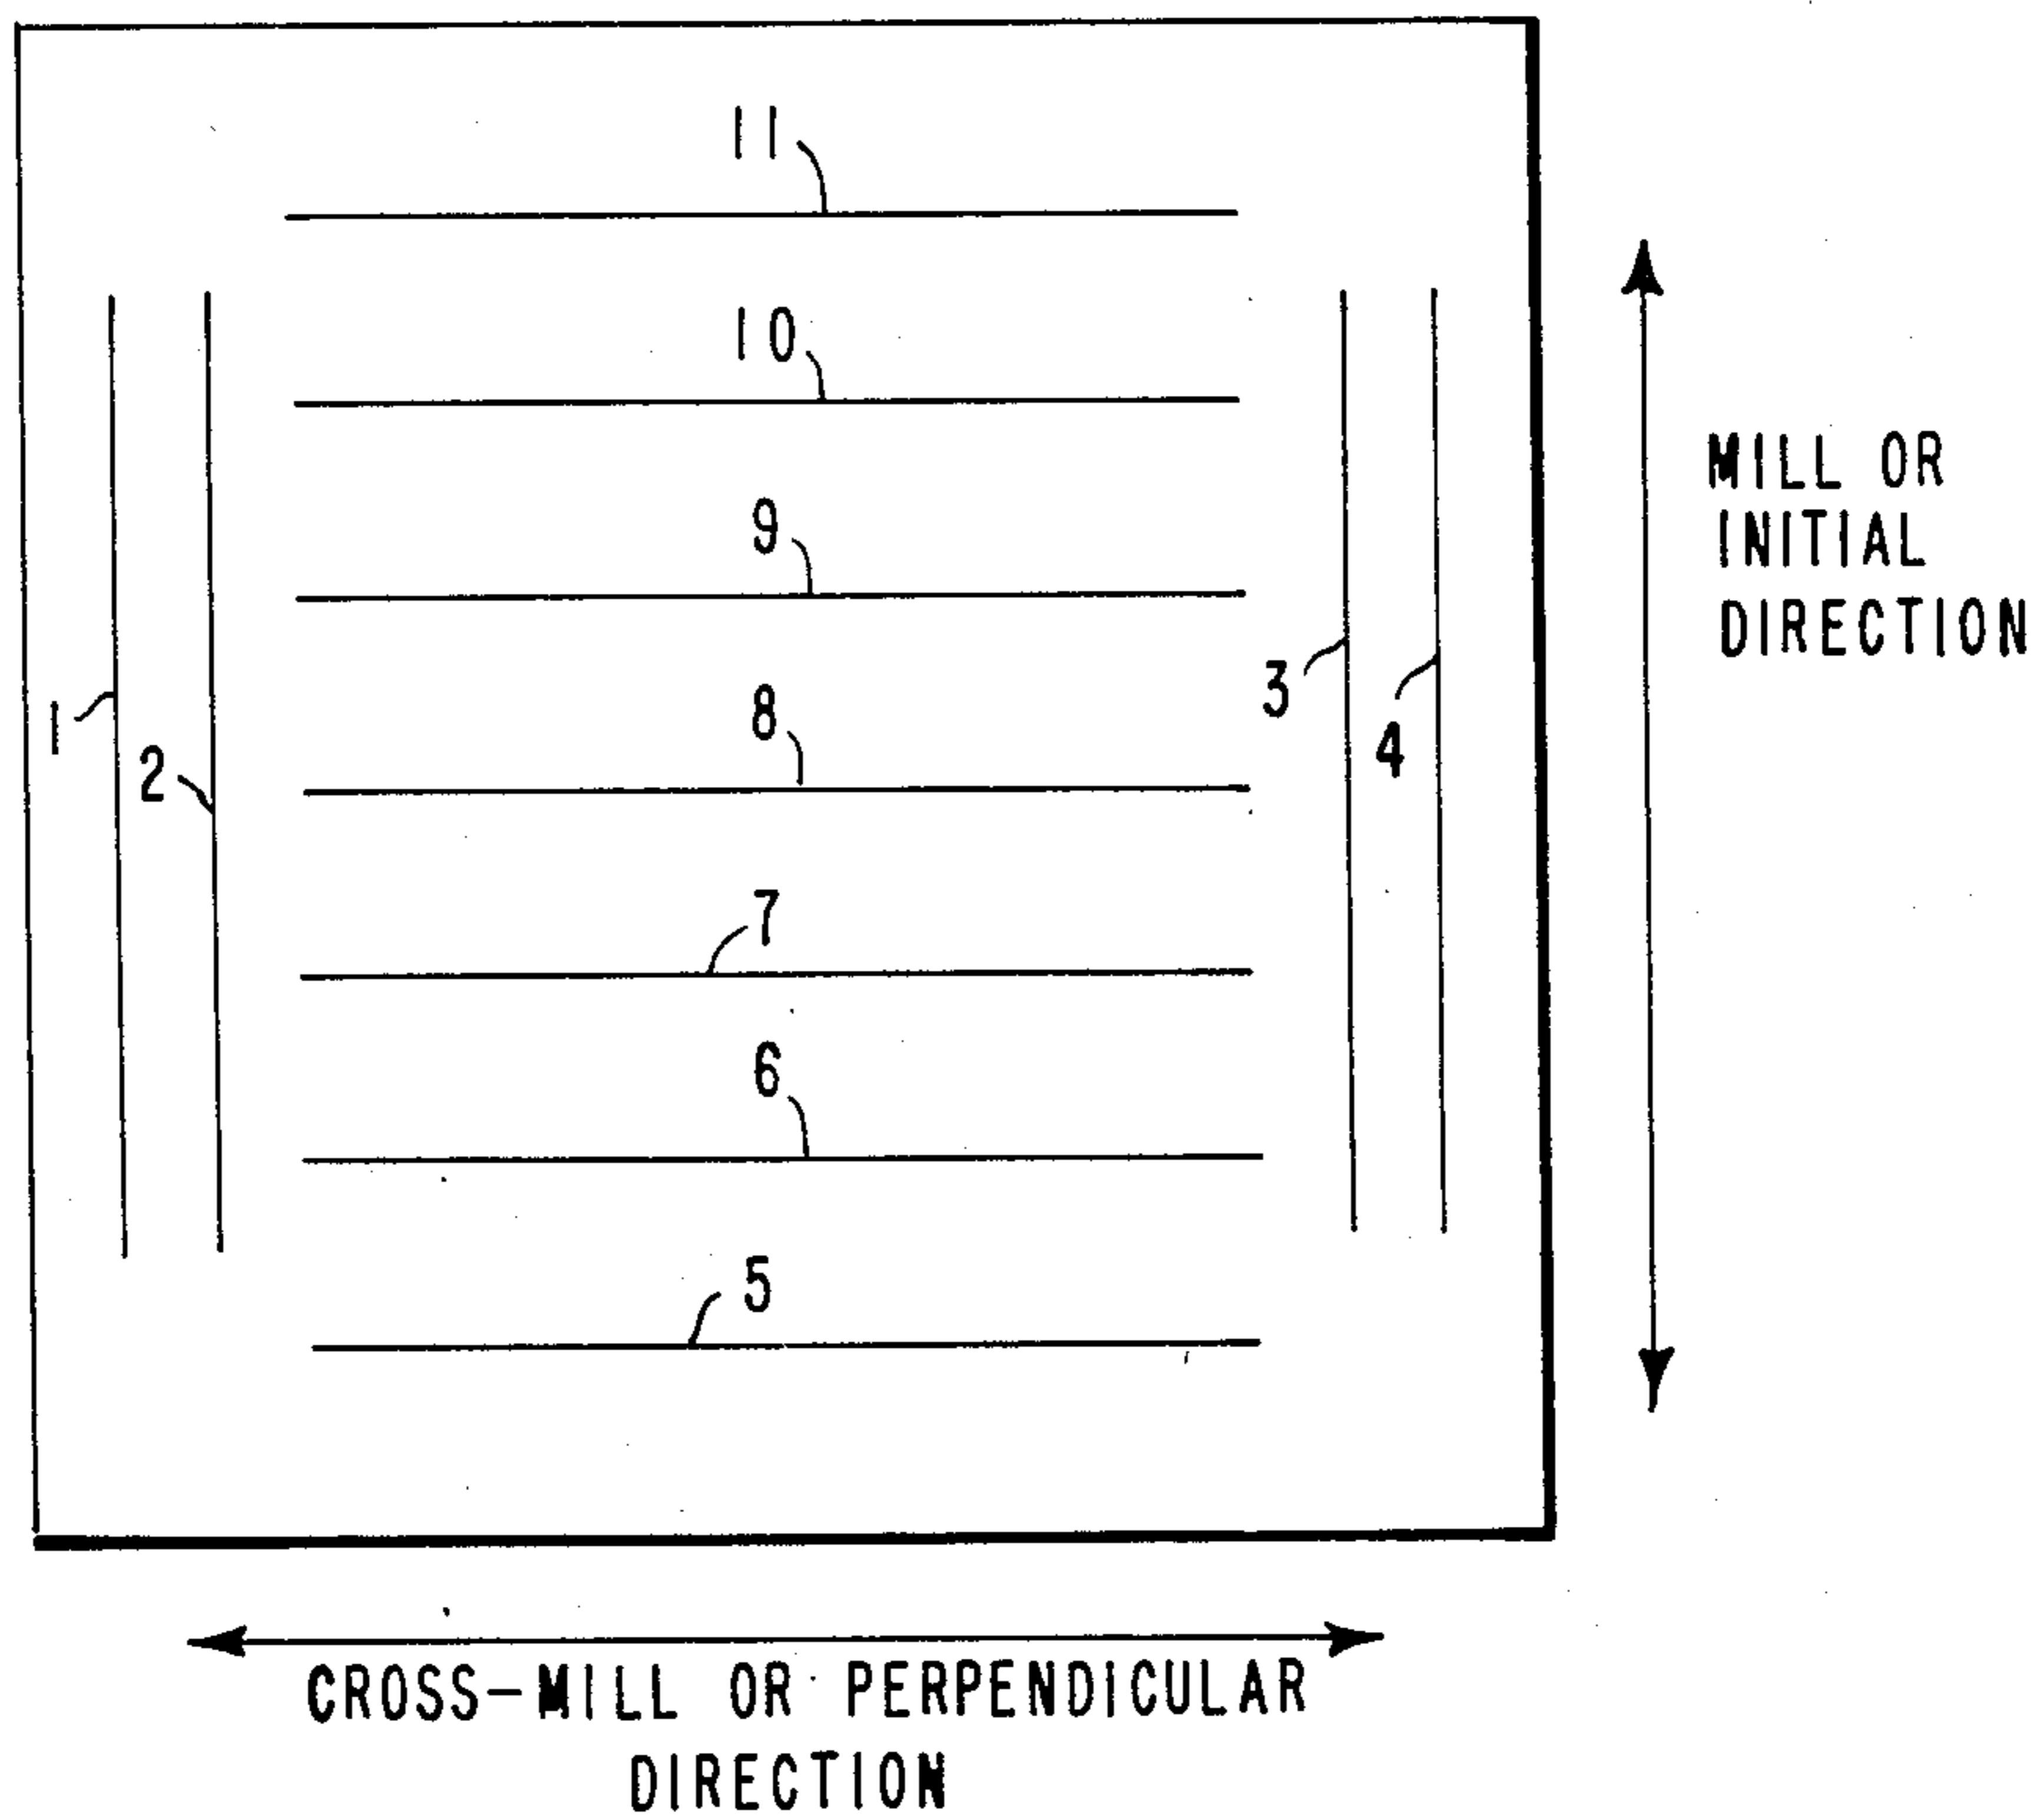 11
10
9
8
7
6
5
1
2
3
4
MILL OR
INITIAL
DIRECTION
CROSS-MILL OR PERPENDICULAR
DIRECTION